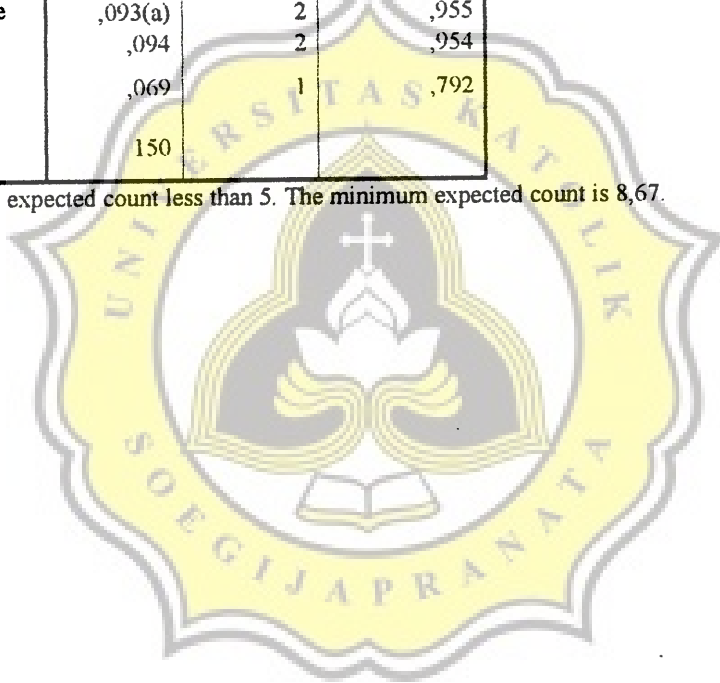 e ,093(a) 2 ,955
,094 2 ,954
,069 1 ,792
150
expected count less than 5. The minimum expected count is 8,67.
UNIVERSITAS KATOLIK
SOEGIJAPRANATA